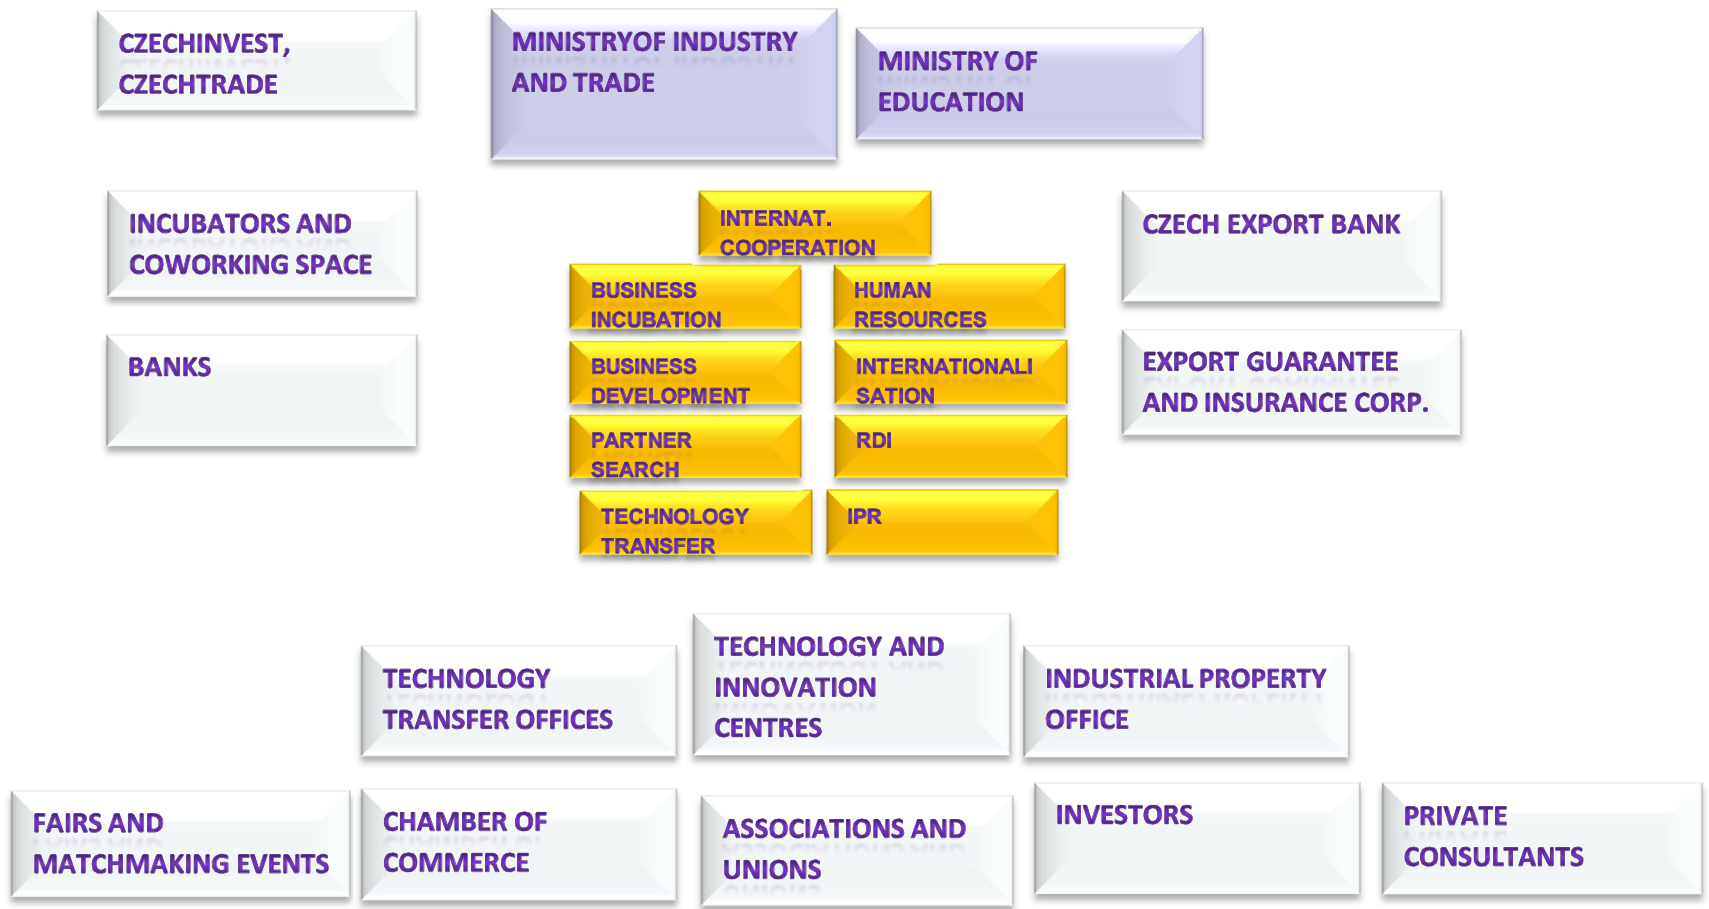 CZECHINVEST,
CZECHTRADE
MINISTRYOF INDUSTRY
AND TRADE
MINISTRY OF
EDUCATION
INCUBATORS AND
COWORKING SPACE
INTERNAT.
COOPERATION
CZECH EXPORT BANK
BUSINESS
INCUBATION
HUMAN
RESOURCES
BANKS
BUSINESS
DEVELOPMENT
INTERNATIONALI
SATION
EXPORT GUARANTEE
AND INSURANCE CORP.
PARTNER
SEARCH
RDI
TECHNOLOGY
TRANSFER
IPR
TECHNOLOGY
TRANSFER OFFICES
TECHNOLOGY AND
INNOVATION
CENTRES
INDUSTRIAL PROPERTY
OFFICE
FAIRS AND
MATCHMAKING EVENTS
CHAMBER OF
COMMERCE
ASSOCIATIONS AND
UNIONS
INVESTORS
PRIVATE
CONSULTANTS